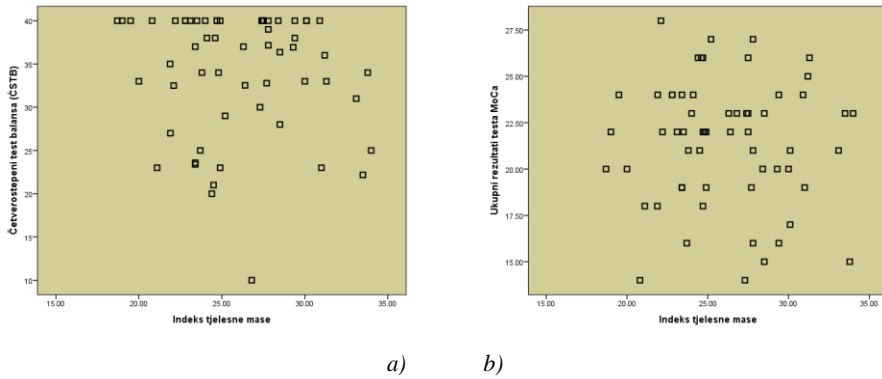 Četverostepeni test balansa (ČSTB)
40
35
30
25
20
15
10
15.00 20.00 25.00 30.00 35.00
Indeks tjelesne mase
Ukupni rezultati testa MoCa
27.50
25.00
22.50
20.00
17.50
15.00
15.00 20.00 25.00 30.00 35.00
Indeks tjelesne mase
a) b)